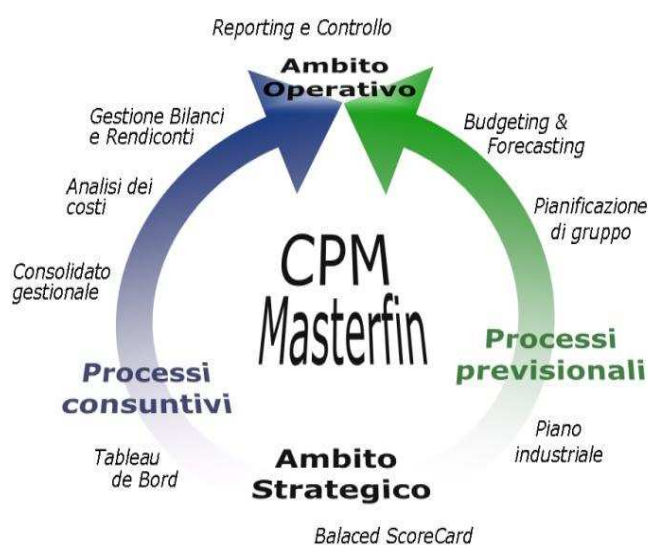 Reporting e Controllo
Ambito
Operativo
Gestione Bilanci
e Rendiconti
Budgeting &
Forecasting
Analisi dei
costi
Pianificazione
di gruppo
Consolidato
gestionale
CPM
Masterfin
Processi
previsionali
Processi
consuntivi
Tableau
de Bord
Ambito
Strategico
Piano
industriale
Balaced ScoreCard